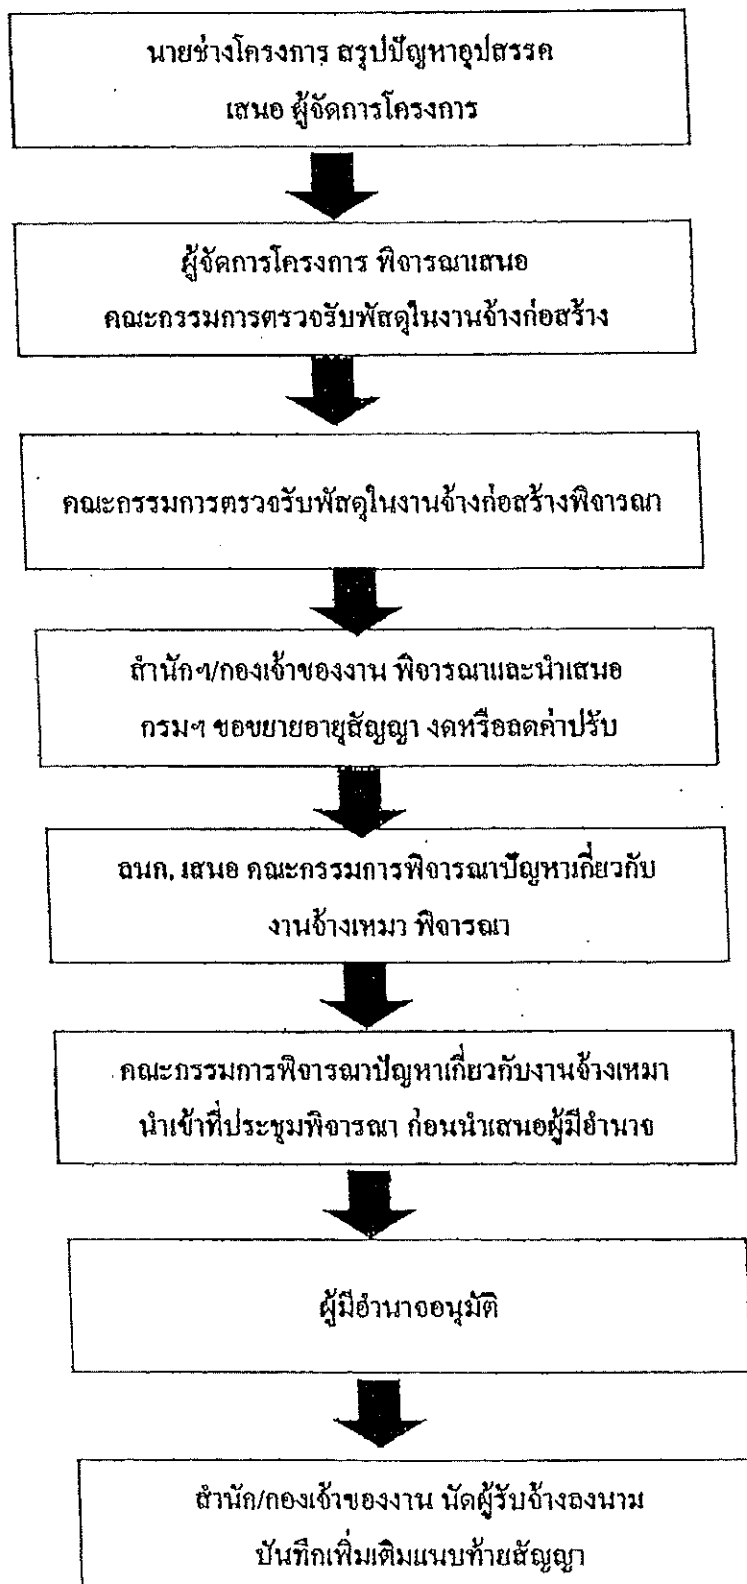 นายช่างโครงการ สรุปปัญหาอุปสรรค
เสนอ ผู้จัดการโครงการ
ผู้จัดการโครงการ พิจารณาเสนอ
คณะกรรมการตรวจรับพัสดุในงานจ้างก่อสร้าง
คณะกรรมการตรวจรับพัสดุในงานจ้างก่อสร้างพิจารณา
สำนักฯ/กองเจ้าของงาน พิจารณาและนำเสนอ
กรมฯ ขอขยายอายุสัญญา งดหรือลดค่าปรับ
ฉนก. เสนอ คณะกรรมการพิจารณาปัญหาเกี่ยวกับ
งานจ้างเหมา พิจารณา
คณะกรรมการพิจารณาปัญหาเกี่ยวกับงานจ้างเหมา
นำเข้าที่ประชุมพิจารณา ก่อนนำเสนอผู้มีอำนาจ
ผู้มีอำนาจอนุมัติ
สำนัก/กองเจ้าของงาน นัดผู้รับจ้างลงนาม
บันทึกเพิ่มเติมแนบท้ายสัญญา